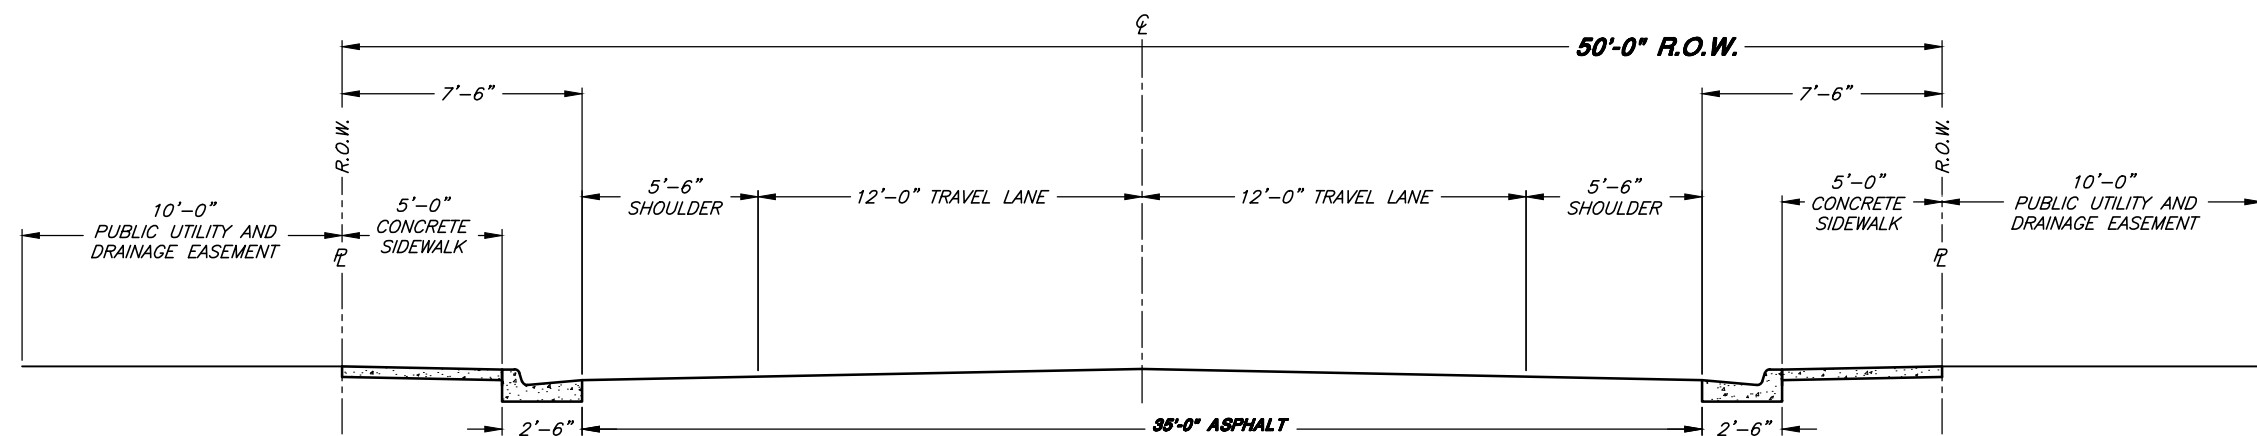 ℄
50'-0" R.O.W.
7'-6"
7'-6"
R.O.W.
R.O.W.
10'-0"
PUBLIC UTILITY AND
DRAINAGE EASEMENT
5'-0"
CONCRETE
SIDEWALK
5'-6"
SHOULDER
12'-0" TRAVEL LANE
12'-0" TRAVEL LANE
5'-6"
SHOULDER
5'-0"
CONCRETE
SIDEWALK
10'-0"
PUBLIC UTILITY AND
DRAINAGE EASEMENT
⅊
⅊
2'-6"
35'-0" ASPHALT
2'-6"